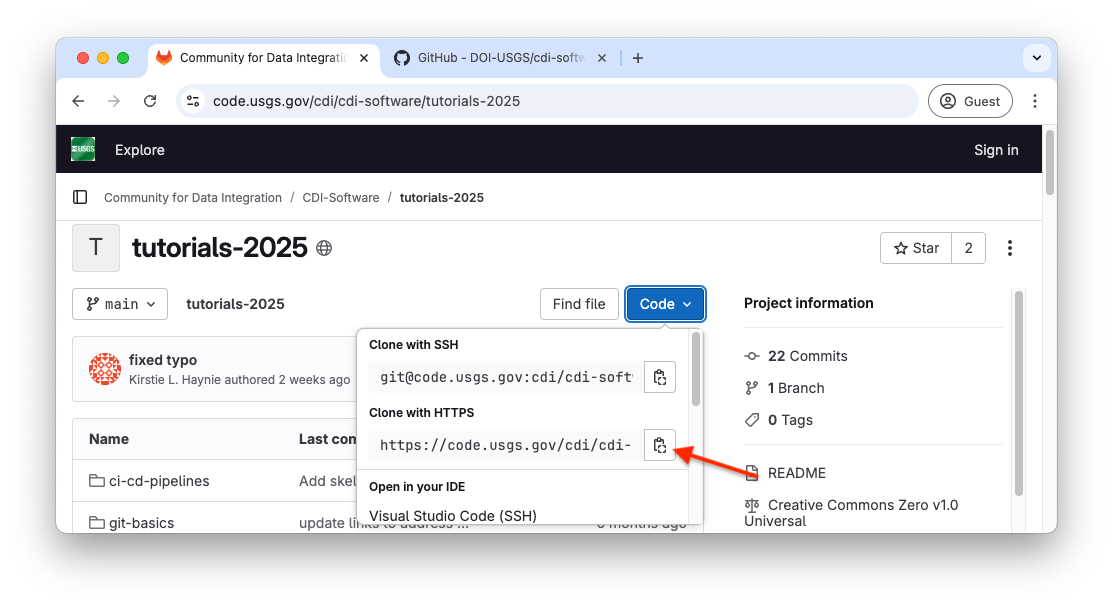 Community for Data Integratio
GitHub - DOI-USGS/cdi-softw
code.usgs.gov/cdi/cdi-software/tutorials-2025
Guest
USGS
Explore
Sign in
Community for Data Integration / CDI-Software / tutorials-2025
T
tutorials-2025
Star
2
main
tutorials-2025
Find file
Code
Project information
Clone with SSH
git@code.usgs.gov:cdi/cdi-soft
Clone with HTTPS
https://code.usgs.gov/cdi/cdi-
Open in your IDE
Visual Studio Code (SSH)
fixed typo
Kirstie L. Haynie authored 2 weeks ago
Name
Last com
ci-cd-pipelines
Add skel
git-basics
update links to address ...
6 months ago
22 Commits
1 Branch
0 Tags
README
Creative Commons Zero v1.0
Universal